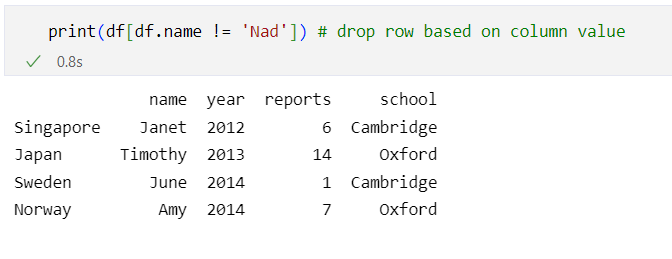 print(df[df.name != 'Nad']) # drop row based on column value
✓ 0.8s
name year reports school
Singapore Janet 2012 6 Cambridge
Japan Timothy 2013 14 Oxford
Sweden June 2014 1 Cambridge
Norway Amy 2014 7 Oxford